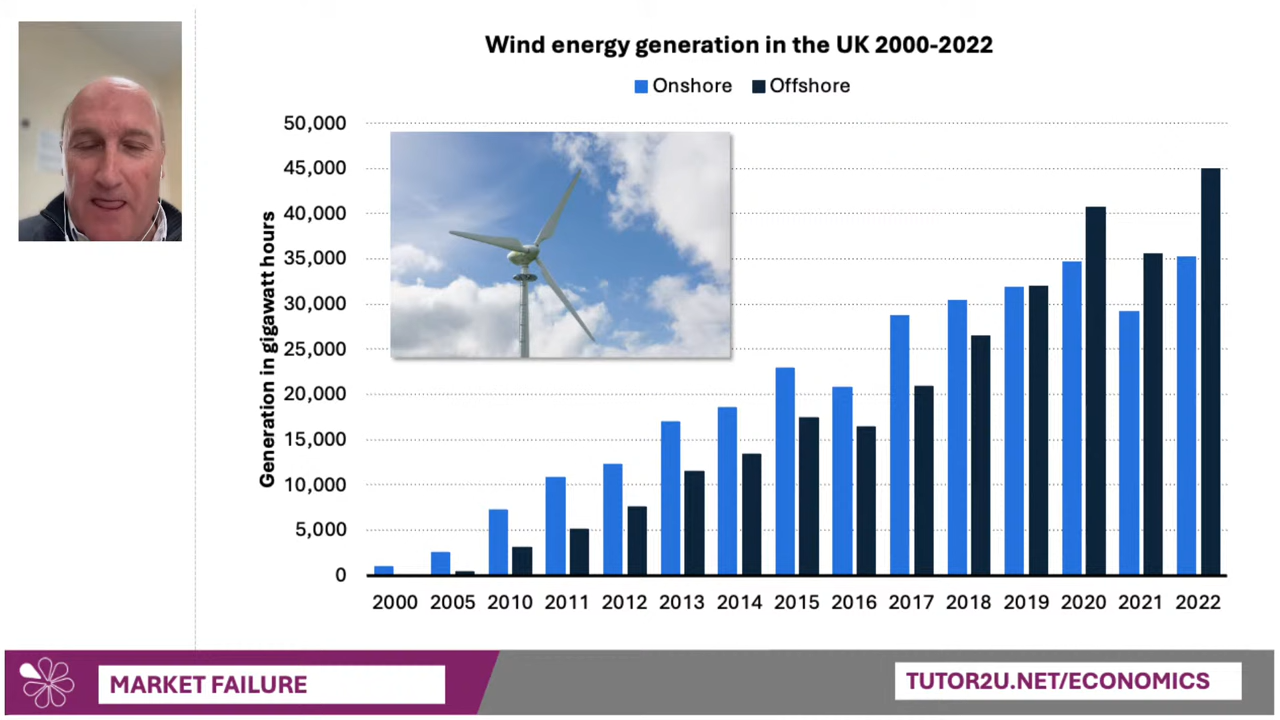 Wind energy generation in the UK 2000-2022
Onshore Offshore
Generation in gigawatt hours
50,000
45,000
40,000
35,000
30,000
25,000
20,000
15,000
10,000
5,000
0
2000 2005 2010 2011 2012 2013 2014 2015 2016 2017 2018 2019 2020 2021 2022
MARKET FAILURE
TUTOR2U.NET/ECONOMICS